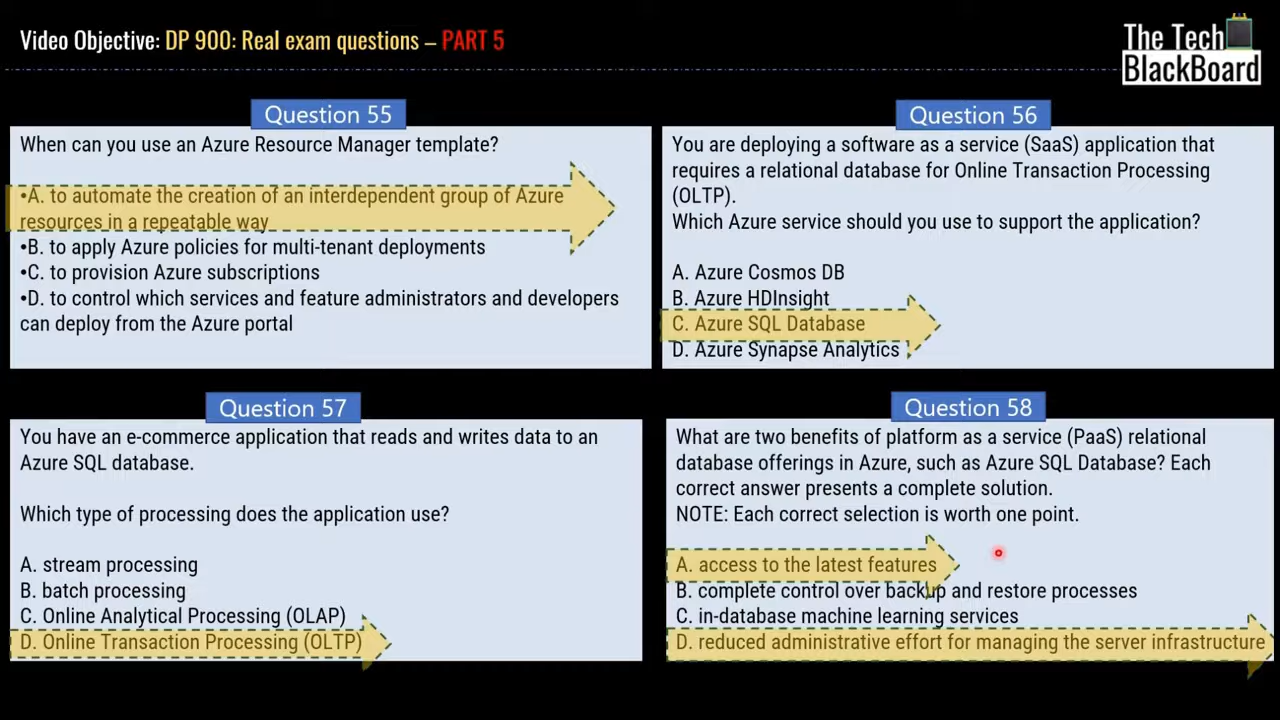 Video Objective: DP 900: Real exam questions – PART 5
The Tech
BlackBoard
Question 55
When can you use an Azure Resource Manager template?
•A. to automate the creation of an interdependent group of Azure
resources in a repeatable way
•B. to apply Azure policies for multi-tenant deployments
•C. to provision Azure subscriptions
•D. to control which services and feature administrators and developers
can deploy from the Azure portal
Question 56
You are deploying a software as a service (SaaS) application that
requires a relational database for Online Transaction Processing
(OLTP).
Which Azure service should you use to support the application?
A. Azure Cosmos DB
B. Azure HDInsight
C. Azure SQL Database
D. Azure Synapse Analytics
Question 57
You have an e-commerce application that reads and writes data to an
Azure SQL database.
Which type of processing does the application use?
A. stream processing
B. batch processing
C. Online Analytical Processing (OLAP)
D. Online Transaction Processing (OLTP)
Question 58
What are two benefits of platform as a service (PaaS) relational
database offerings in Azure, such as Azure SQL Database? Each
correct answer presents a complete solution.
NOTE: Each correct selection is worth one point.
A. access to the latest features
B. complete control over backup and restore processes
C. in-database machine learning services
D. reduced administrative effort for managing the server infrastructure